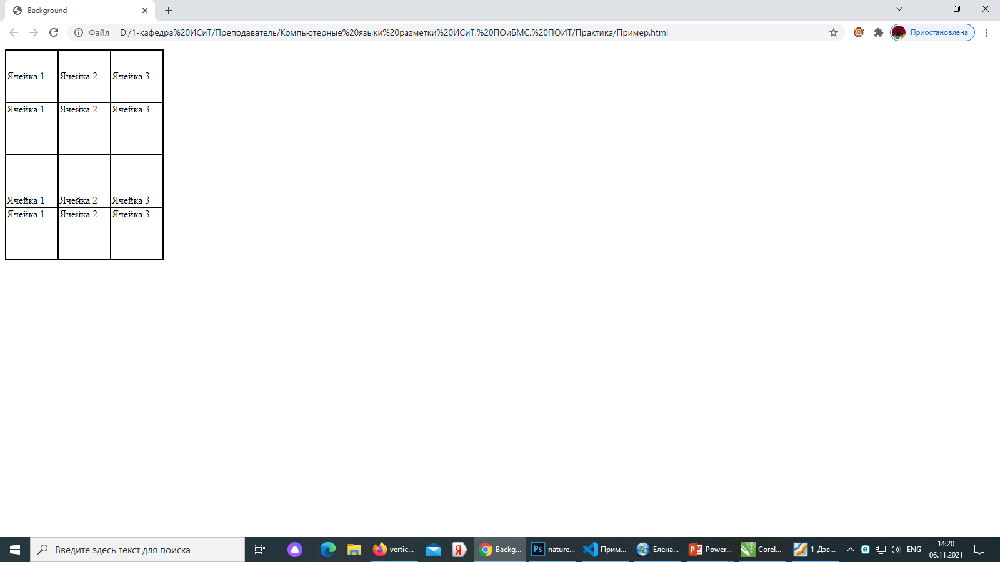 Background
Файл
D:/1-кафедра%20ИСиТ/Преподаватель/Компьютерные%20языки%20разметки%20ИСиТ,%20ПОиБМС,%20ПОИТ/Практика/Пример.html
Приостановлена
Ячейка 1 Ячейка 2 Ячейка 3
Ячейка 1 Ячейка 2 Ячейка 3
Ячейка 1 Ячейка 2 Ячейка 3
Ячейка 1 Ячейка 2 Ячейка 3
Введите здесь текст для поиска
Я
vertic...
Backg...
Ps nature...
Прим...
Елена...
Power...
Corel...
1-Дэв...
ENG
14:20
06.11.2021